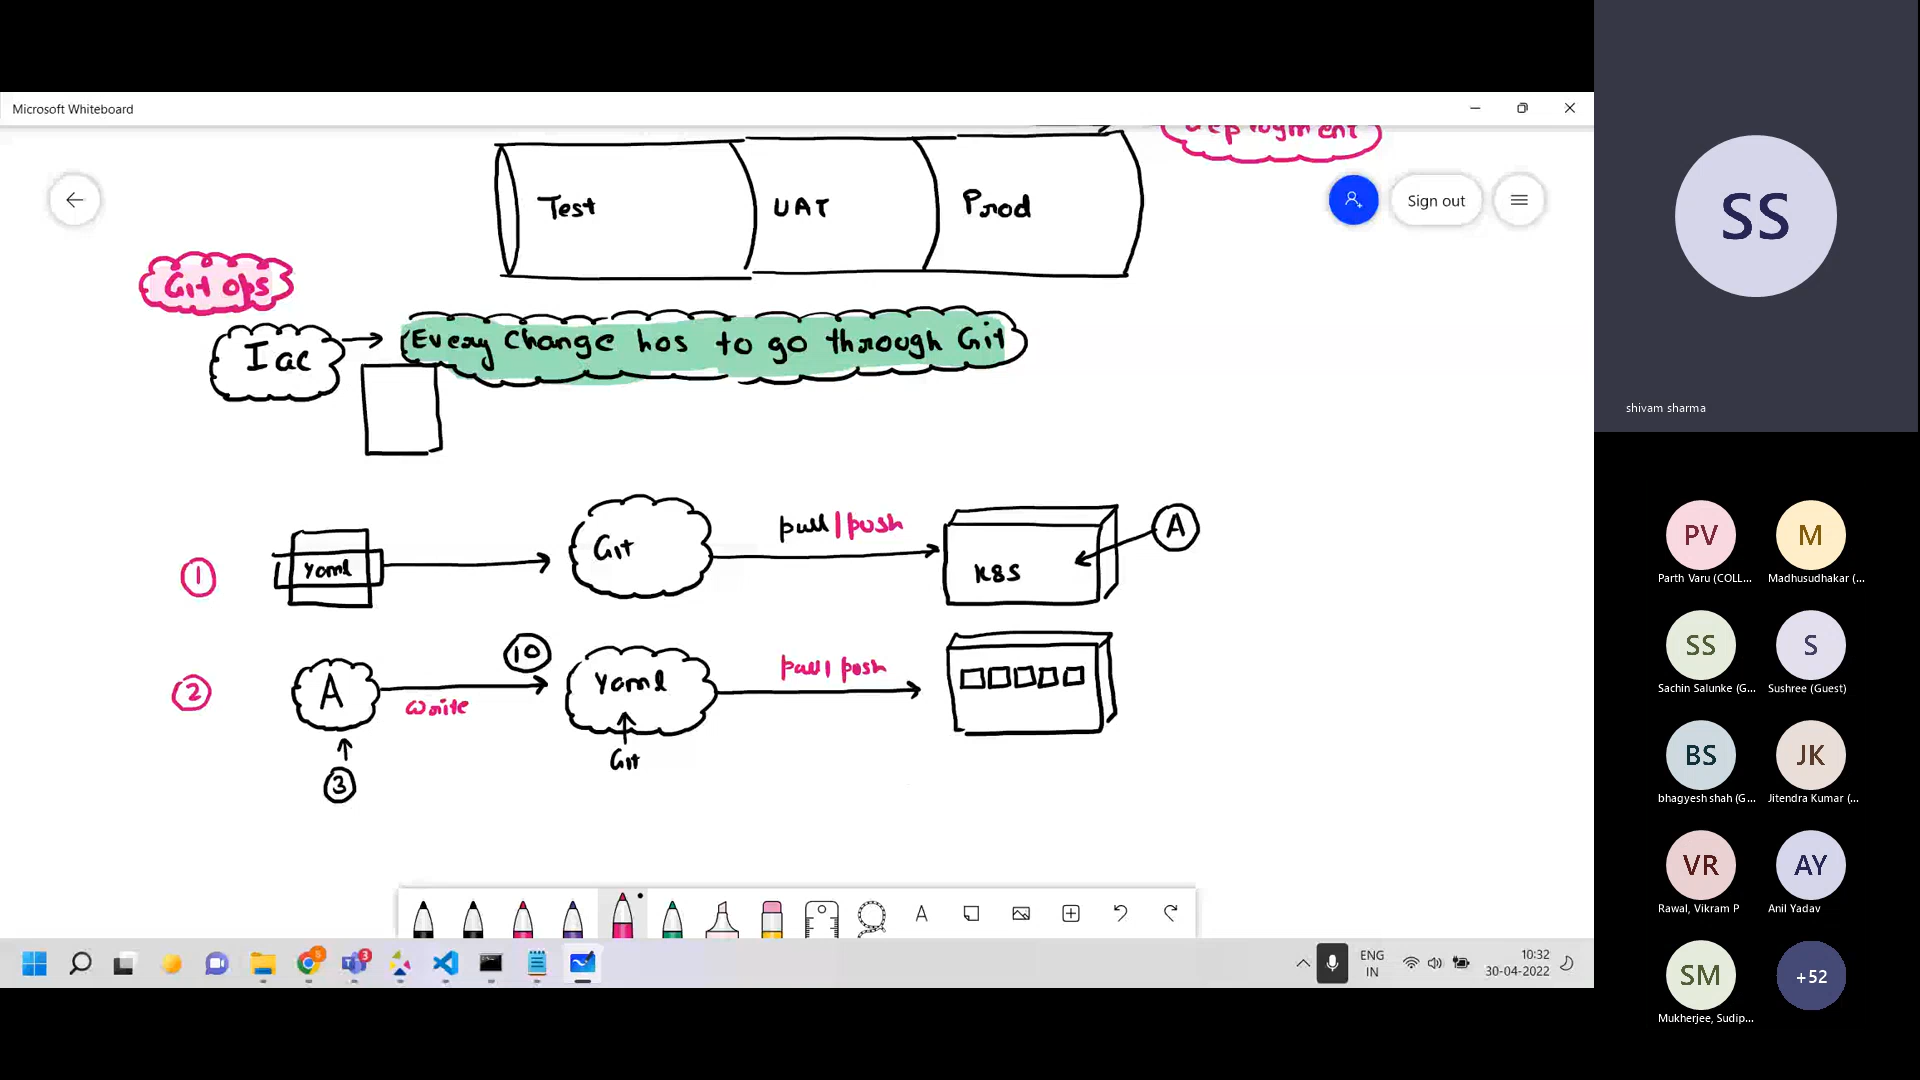 Microsoft Whiteboard
Deployment
Test
UAT
Prod
Sign out
SS
shivam sharma
Git ops
Iac
Every change has to go through Git
1
Yaml
Git
pull | push
K8S
A
2
A
write
10
Yaml
pull | push
Git
3
A
PV
Parth Varu (COLL...
M
Madhusudhakar (...
SS
Sachin Salunke (G...
S
Sushree (Guest)
BS
bhagyesh shah (G...
JK
Jitendra Kumar (...
VR
Rawal, Vikram P
AY
Anil Yadav
SM
Mukherjee, Sudip...
+52
8
3
ENG
IN
10:32
30-04-2022